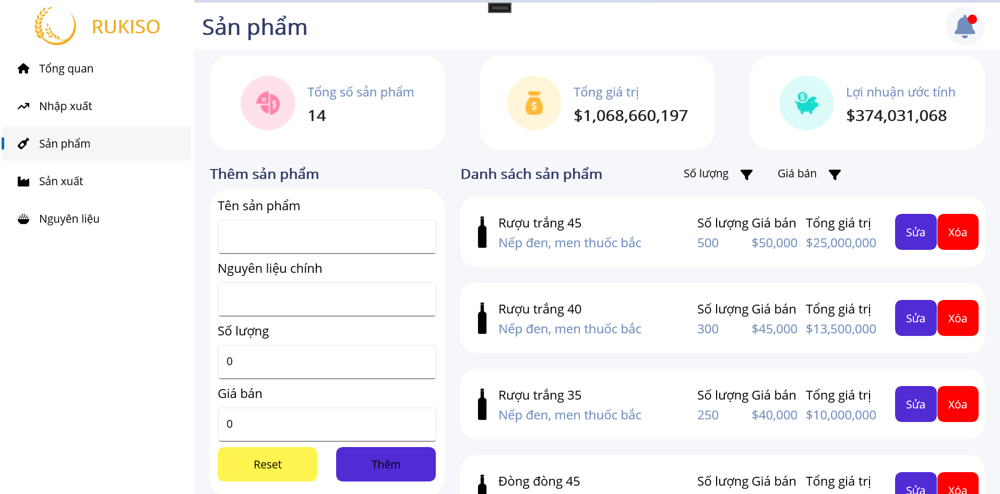 RUKISO
Tổng quan
Nhập xuất
Sản phẩm
Sản xuất
Nguyên liệu
Sản phẩm
Tổng số sản phẩm
14
Tổng giá trị
$1,068,660,197
Lợi nhuận ước tính
$374,031,068
Thêm sản phẩm
Tên sản phẩm
Nguyên liệu chính
Số lượng
0
Giá bán
0
Reset Thêm
Danh sách sản phẩm Số lượng Giá bán
Rượu trắng 45 Số lượng Giá bán Tổng giá trị
Nếp đen, men thuốc bắc 500 $50,000 $25,000,000
Sửa Xóa
Rượu trắng 40 Số lượng Giá bán Tổng giá trị
Nếp đen, men thuốc bắc 300 $45,000 $13,500,000
Sửa Xóa
Rượu trắng 35 Số lượng Giá bán Tổng giá trị
Nếp đen, men thuốc bắc 250 $40,000 $10,000,000
Sửa Xóa
Đòng đòng 45 Số lượng Giá bán Tổng giá trị
Sửa Xóa